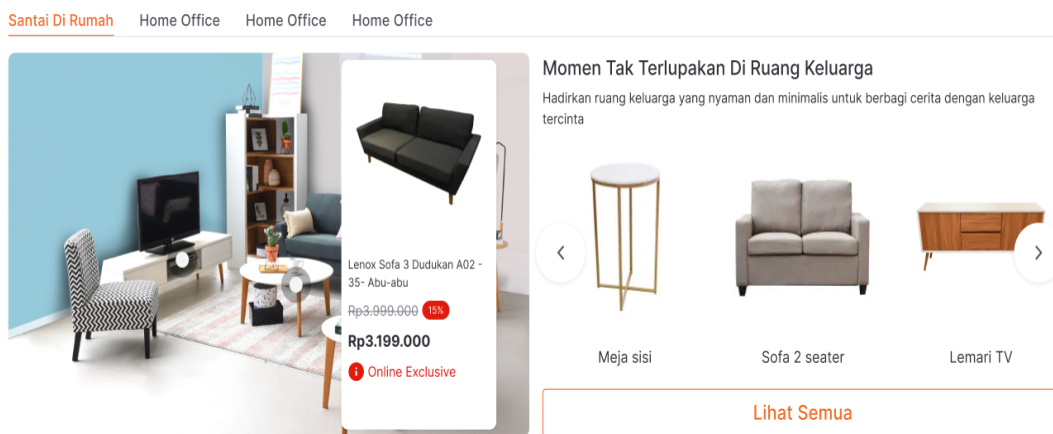 Santai Di Rumah
Home Office
Home Office
Home Office
Lenox Sofa 3 Dudukan A02 -
35- Abu-abu
Rp3.999.000
15%
Rp3.199.000
Online Exclusive
Momen Tak Terlupakan Di Ruang Keluarga
Hadirkan ruang keluarga yang nyaman dan minimalis untuk berbagi cerita dengan keluarga
tercinta
Meja sisi
Sofa 2 seater
Lemari TV
Lihat Semua